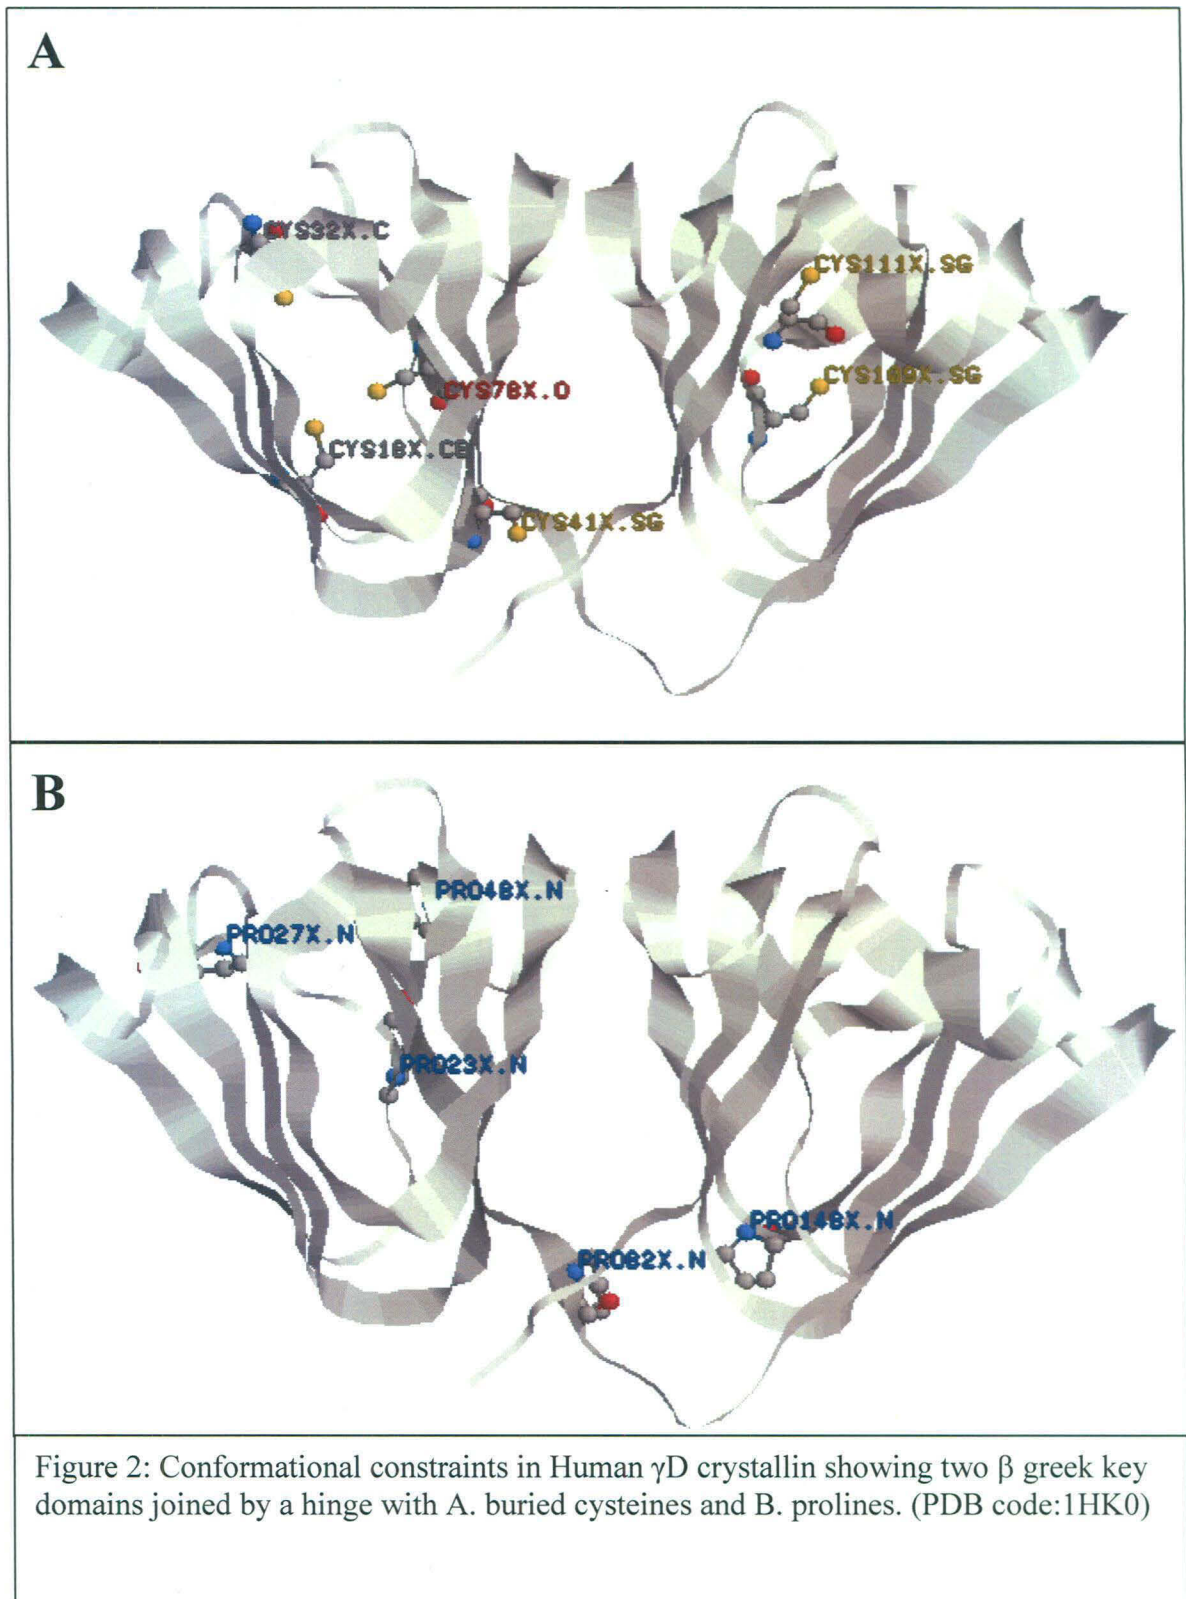 A
CYS32X.C
CYS111X.SG
CYS109X.SG
CYS78X.O
CYS18X.CB
CYS41X.SG
B
PRO48X.N
PRO27X.N
PRO23X.N
PRO148X.N
PRO82X.N
Figure 2: Conformational constraints in Human γD crystallin showing two β greek key
domains joined by a hinge with A. buried cysteines and B. prolines. (PDB code:1HK0)